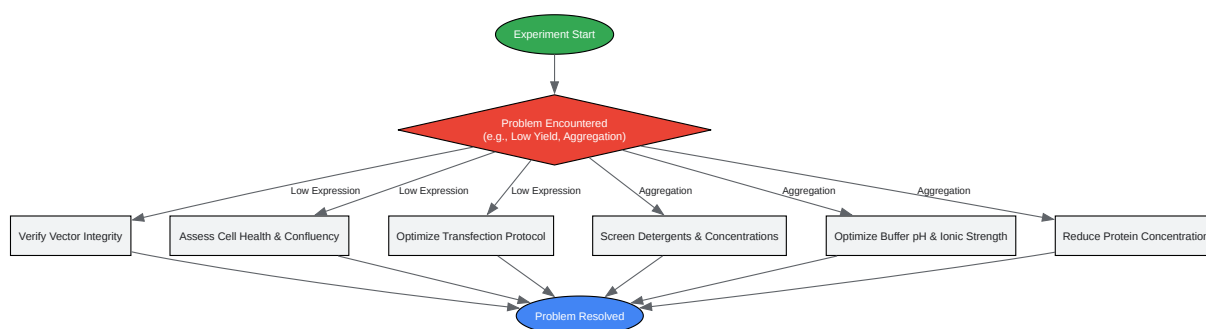 Experiment Start
Problem Encountered
(e.g., Low Yield, Aggregation)
Low Expression
Low Expression
Low Expression
Aggregation
Aggregation
Aggregation
Verify Vector Integrity
Assess Cell Health & Confluency
Optimize Transfection Protocol
Screen Detergents & Concentrations
Optimize Buffer pH & Ionic Strength
Reduce Protein Concentration
Problem Resolved